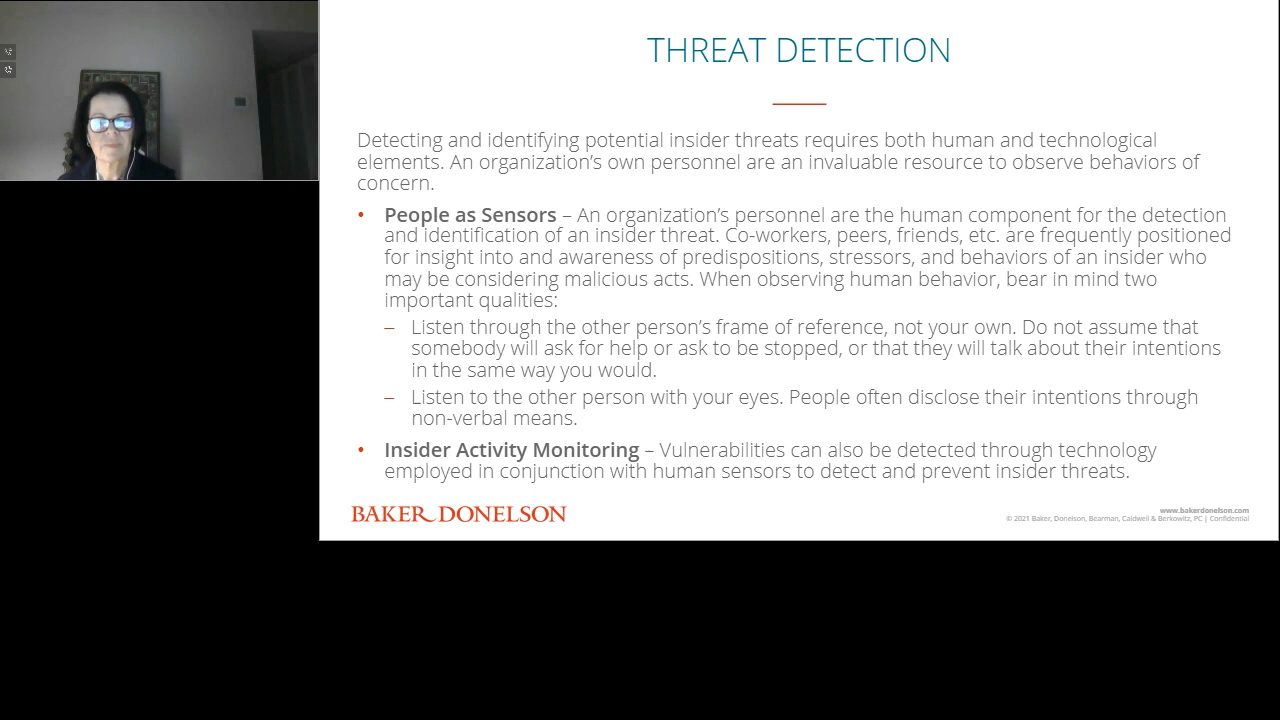 THREAT DETECTION
Detecting and identifying potential insider threats requires both human and technological
elements. An organization’s own personnel are an invaluable resource to observe behaviors of
concern.
• People as Sensors – An organization’s personnel are the human component for the detection
and identification of an insider threat. Co-workers, peers, friends, etc. are frequently positioned
for insight into and awareness of predispositions, stressors, and behaviors of an insider who
may be considering malicious acts. When observing human behavior, bear in mind two
important qualities:
– Listen through the other person’s frame of reference, not your own. Do not assume that
somebody will ask for help or ask to be stopped, or that they will talk about their intentions
in the same way you would.
– Listen to the other person with your eyes. People often disclose their intentions through
non-verbal means.
• Insider Activity Monitoring – Vulnerabilities can also be detected through technology
employed in conjunction with human sensors to detect and prevent insider threats.
BAKER DONELSON
www.bakerdonelson.com
© 2021 Baker, Donelson, Bearman, Caldwell & Berkowitz, PC | Confidential